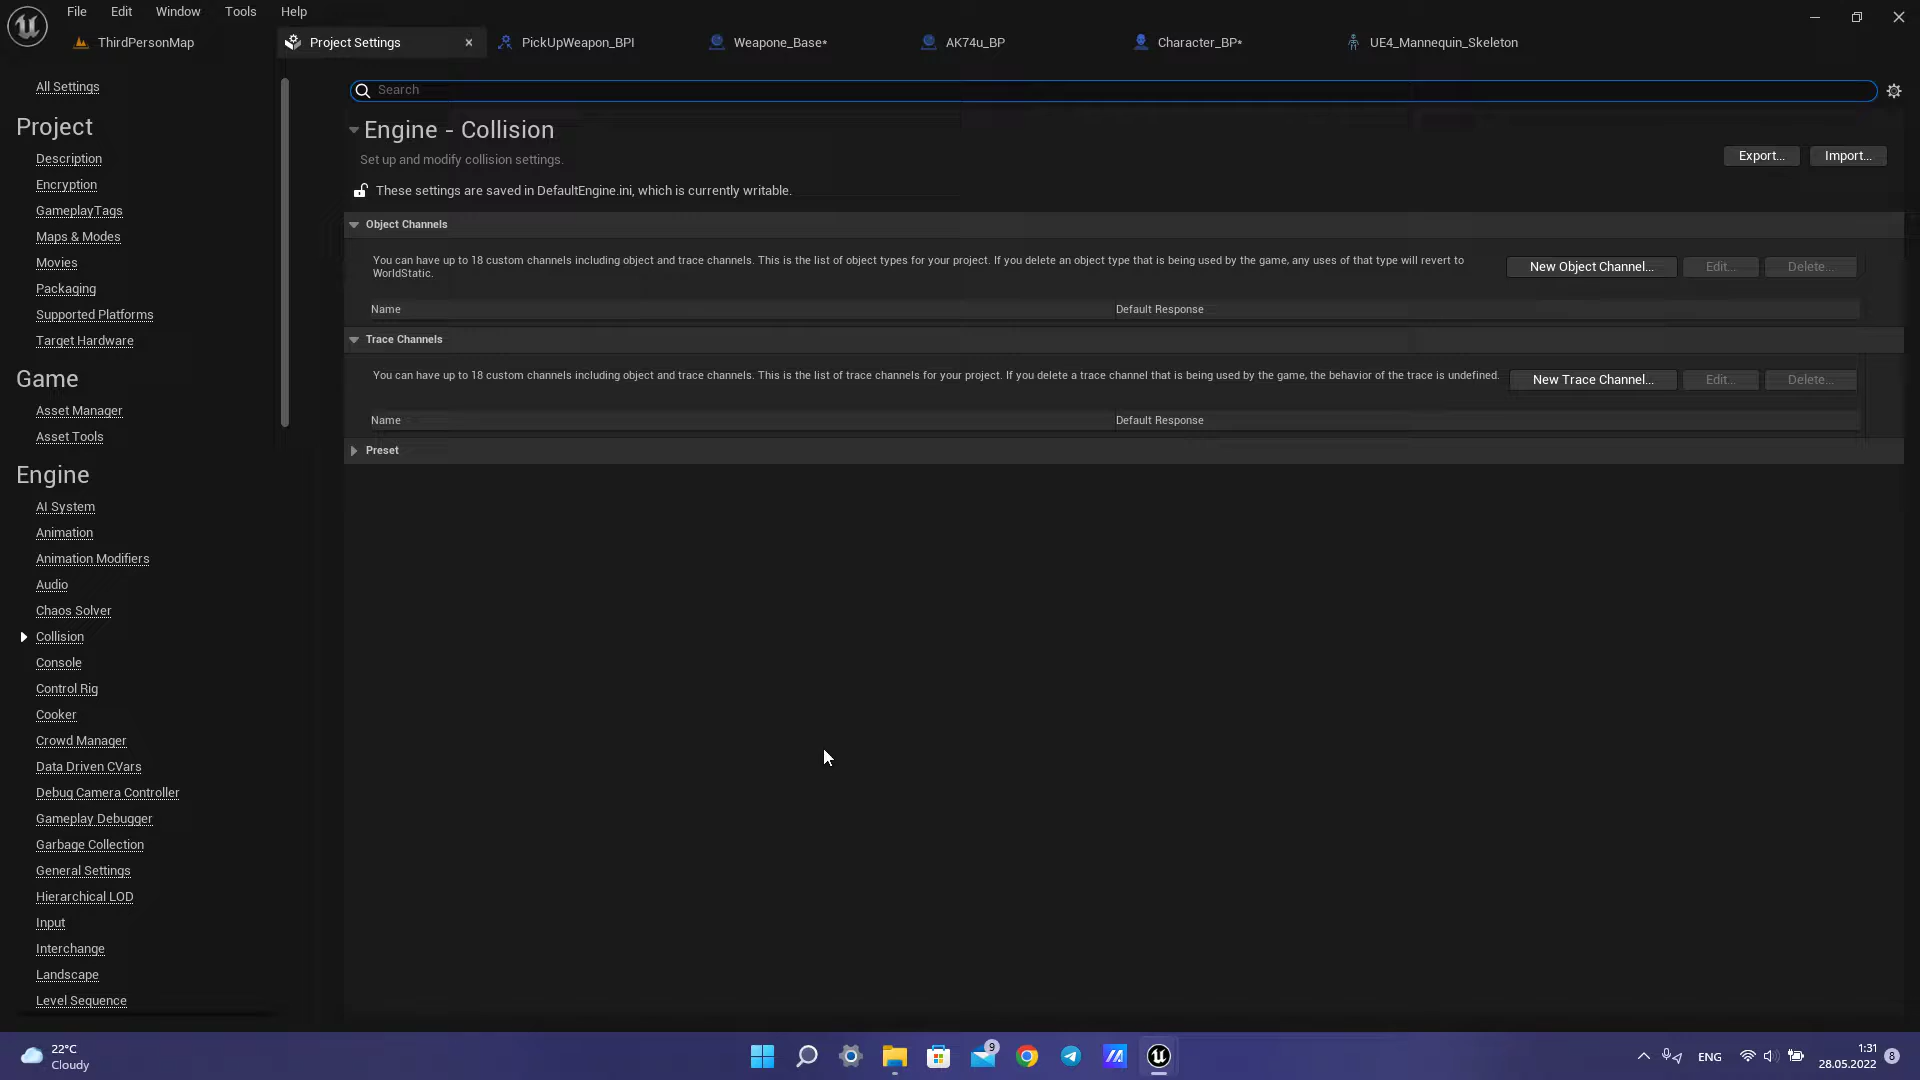 File Edit Window Tools Help
ThirdPersonMap Project Settings PickUpWeapon_BPI Weapone_Base* AK74u_BP Character_BP* UE4_Mannequin_Skeleton
All Settings
Project
Description
Encryption
GameplayTags
Maps & Modes
Movies
Packaging
Supported Platforms
Target Hardware
Game
Asset Manager
Asset Tools
Engine
AI System
Animation
Animation Modifiers
Audio
Chaos Solver
Collision
Console
Control Rig
Cooker
Crowd Manager
Data Driven CVars
Debug Camera Controller
Gameplay Debugger
Garbage Collection
General Settings
Hierarchical LOD
Input
Interchange
Landscape
Level Sequence
Search
Engine - Collision
Set up and modify collision settings.
Export... Import...
These settings are saved in DefaultEngine.ini, which is currently writable.
Object Channels
You can have up to 18 custom channels including object and trace channels. This is the list of object types for your project. If you delete an object type that is being used by the game, any uses of that type will revert to
WorldStatic.
New Object Channel... Edit... Delete...
Name Default Response
Trace Channels
You can have up to 18 custom channels including object and trace channels. This is the list of trace channels for your project. If you delete a trace channel that is being used by the game, the behavior of the trace is undefined.
New Trace Channel... Edit... Delete...
Name Default Response
Preset
22°C
Cloudy
9
ENG
1:31
28.05.2022
8